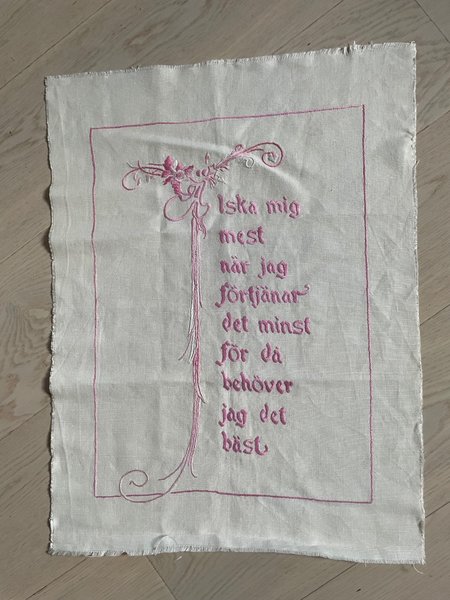 Älska mig
mest
när jag
förtjänar
det minst
för då
behöver
jag det
bäst